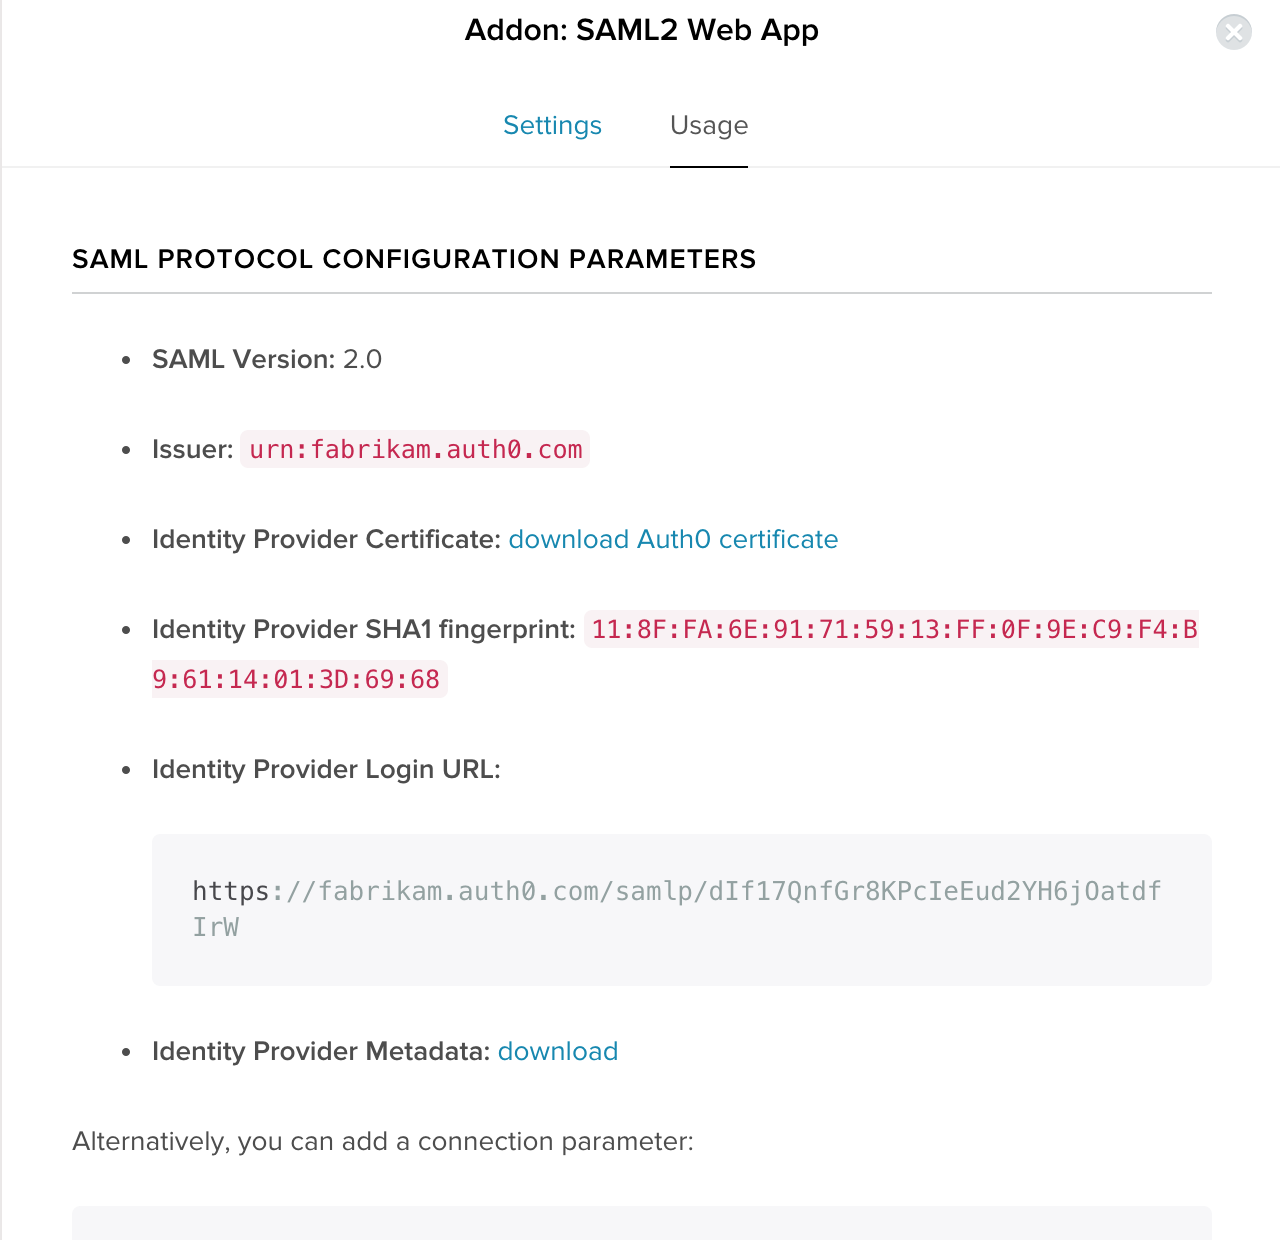 Addon: SAML2 Web App
Settings Usage
SAML PROTOCOL CONFIGURATION PARAMETERS
SAML Version: 2.0
Issuer: urn:fabrikam.auth0.com
Identity Provider Certificate: download Auth0 certificate
Identity Provider SHA1 fingerprint: 11:8F:FA:6E:91:71:59:13:FF:0F:9E:C9:F4:B
9:61:14:01:3D:69:68
Identity Provider Login URL:
https://fabrikam.auth0.com/samlp/dIf17QnfGr8KPcIeEud2YH6jOatdf
IrW
Identity Provider Metadata: download
Alternatively, you can add a connection parameter: